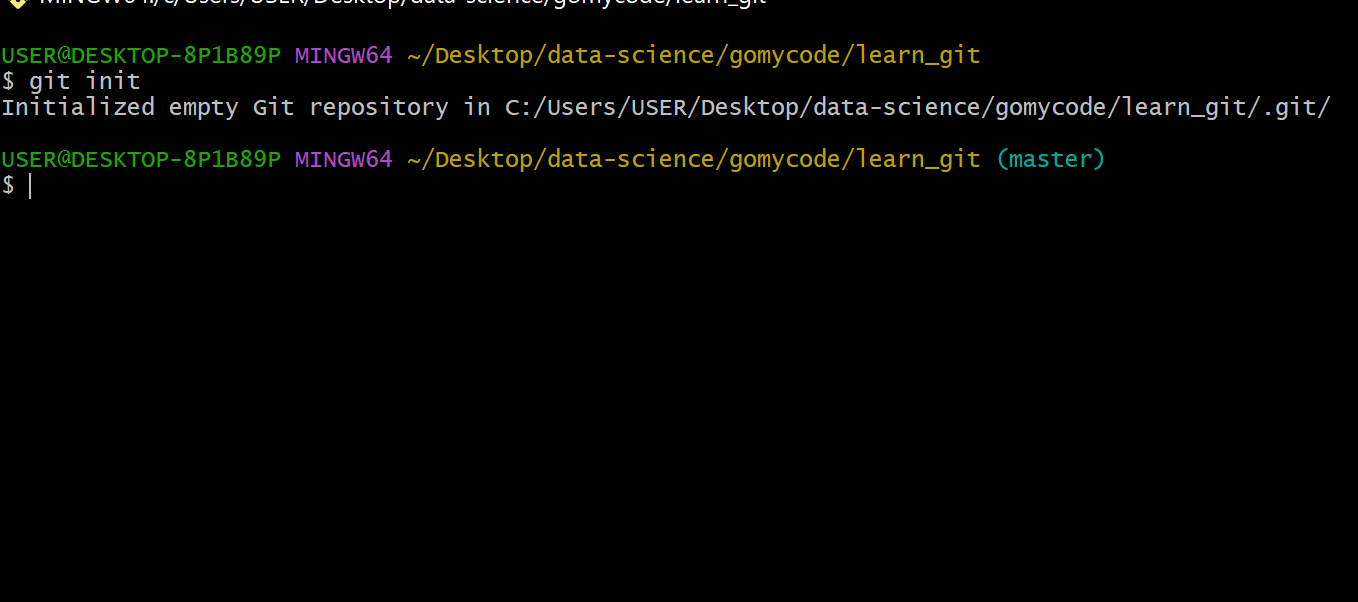 MINGW64:/c/Users/USER/Desktop/data-science/gomycode/learn_git
USER@DESKTOP-8P1B89P MINGW64 ~/Desktop/data-science/gomycode/learn_git
$ git init
Initialized empty Git repository in C:/Users/USER/Desktop/data-science/gomycode/learn_git/.git/
USER@DESKTOP-8P1B89P MINGW64 ~/Desktop/data-science/gomycode/learn_git (master)
$